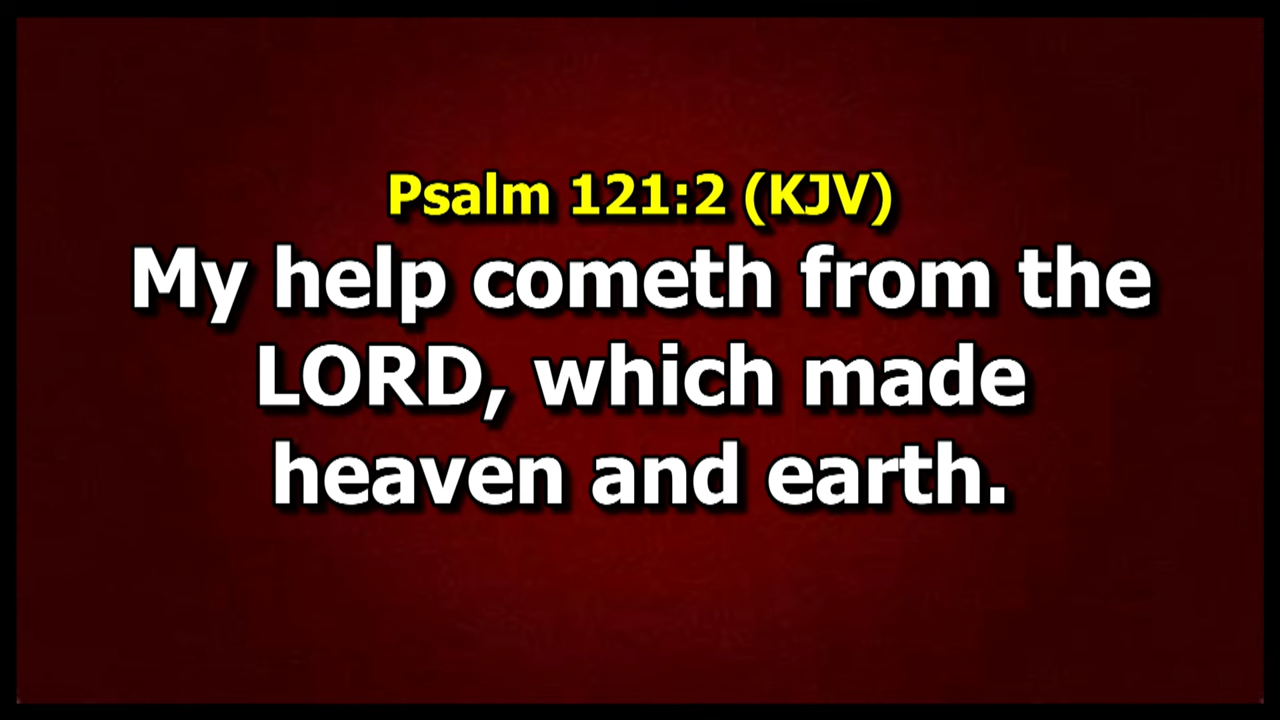 Psalm 121:2 (KJV)
My help cometh from the
LORD, which made
heaven and earth.